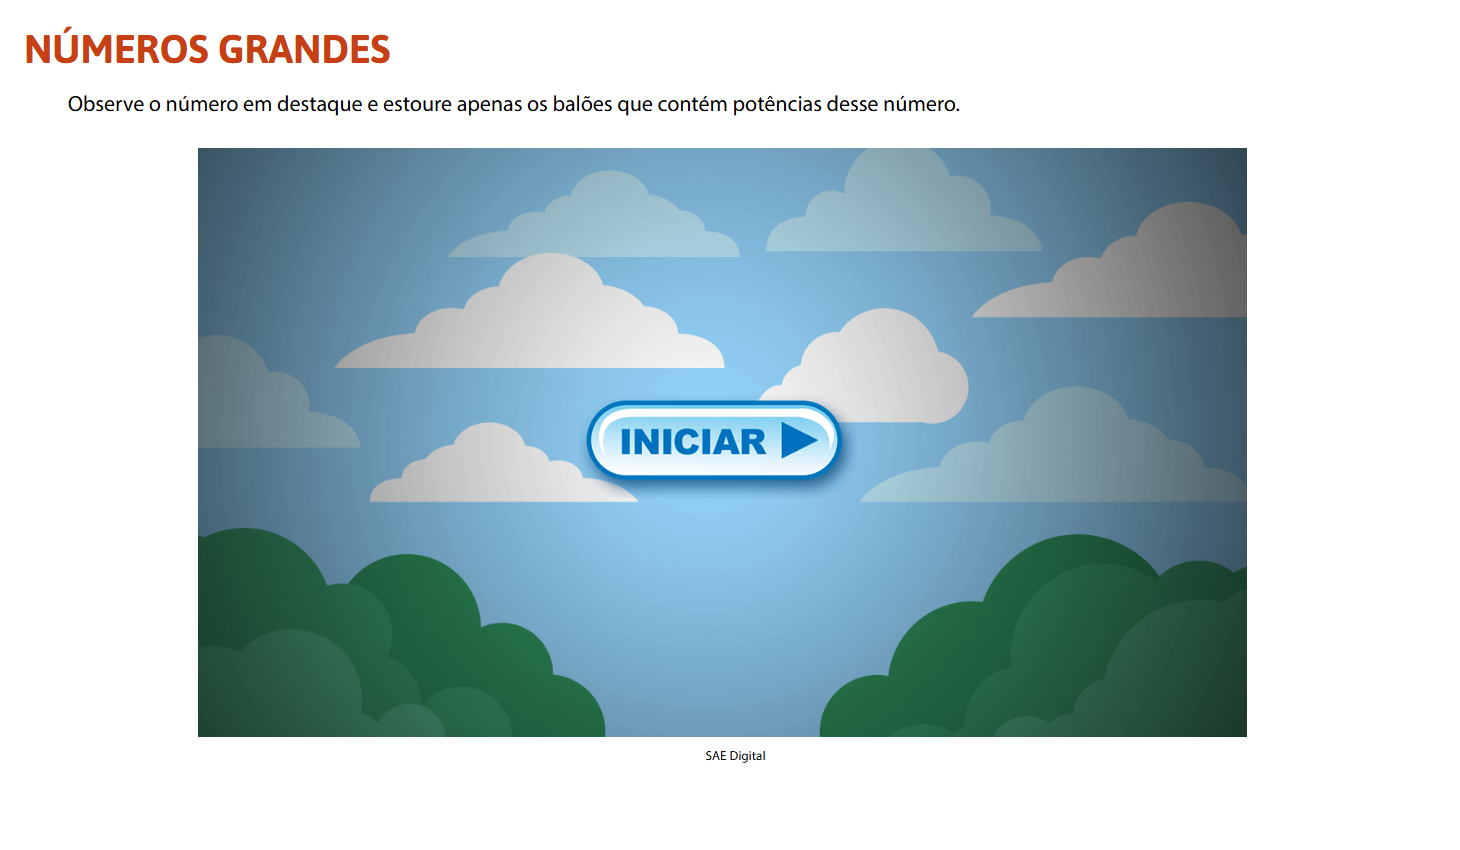 NÚMEROS GRANDES
Observe o número em destaque e estoure apenas os balões que contém potências desse número.
INICIAR
SAE Digital